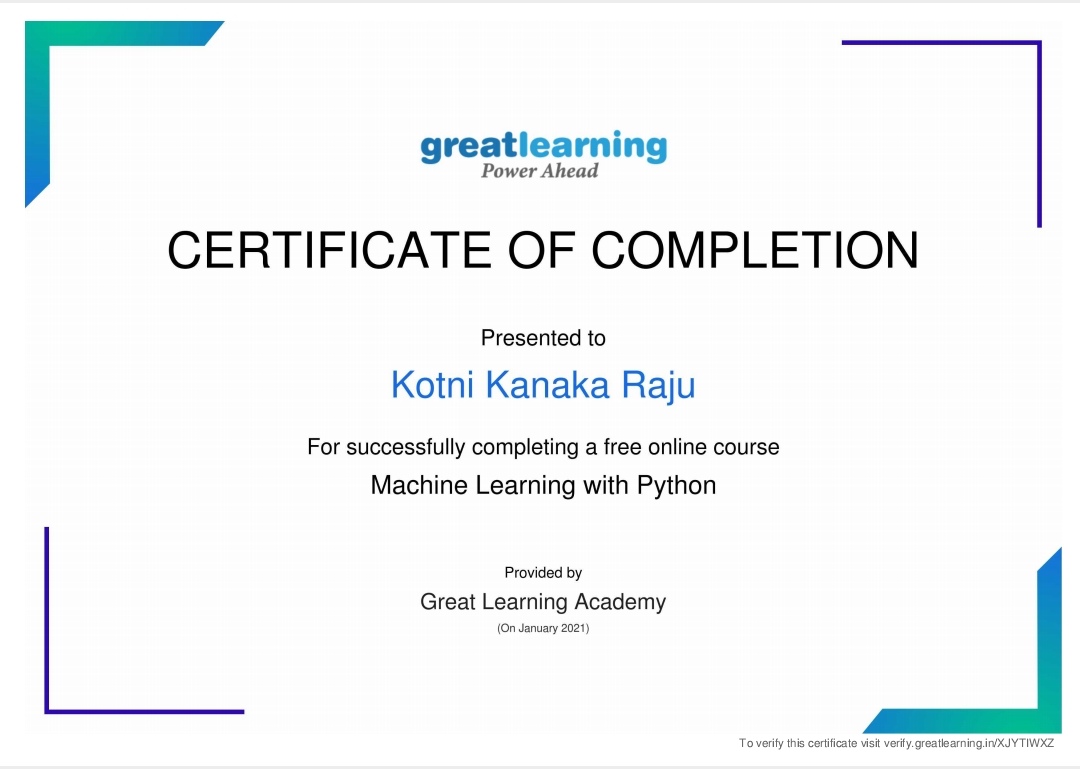 greatlearning
Power Ahead
CERTIFICATE OF COMPLETION
Presented to
Kotni Kanaka Raju
For successfully completing a free online course
Machine Learning with Python
Provided by
Great Learning Academy
(On January 2021)
To verify this certificate visit verify.greatlearning.in/XJYTIWXZ